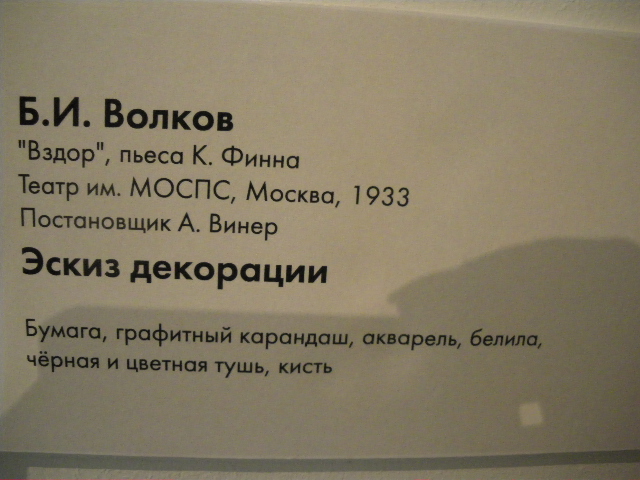 Б.И. Волков
"Вздор", пьеса К. Финна
Театр им. МОСПС, Москва, 1933
Постановщик А. Винер
Эскиз декорации
Бумага, графитный карандаш, акварель, белила,
чёрная и цветная тушь, кисть